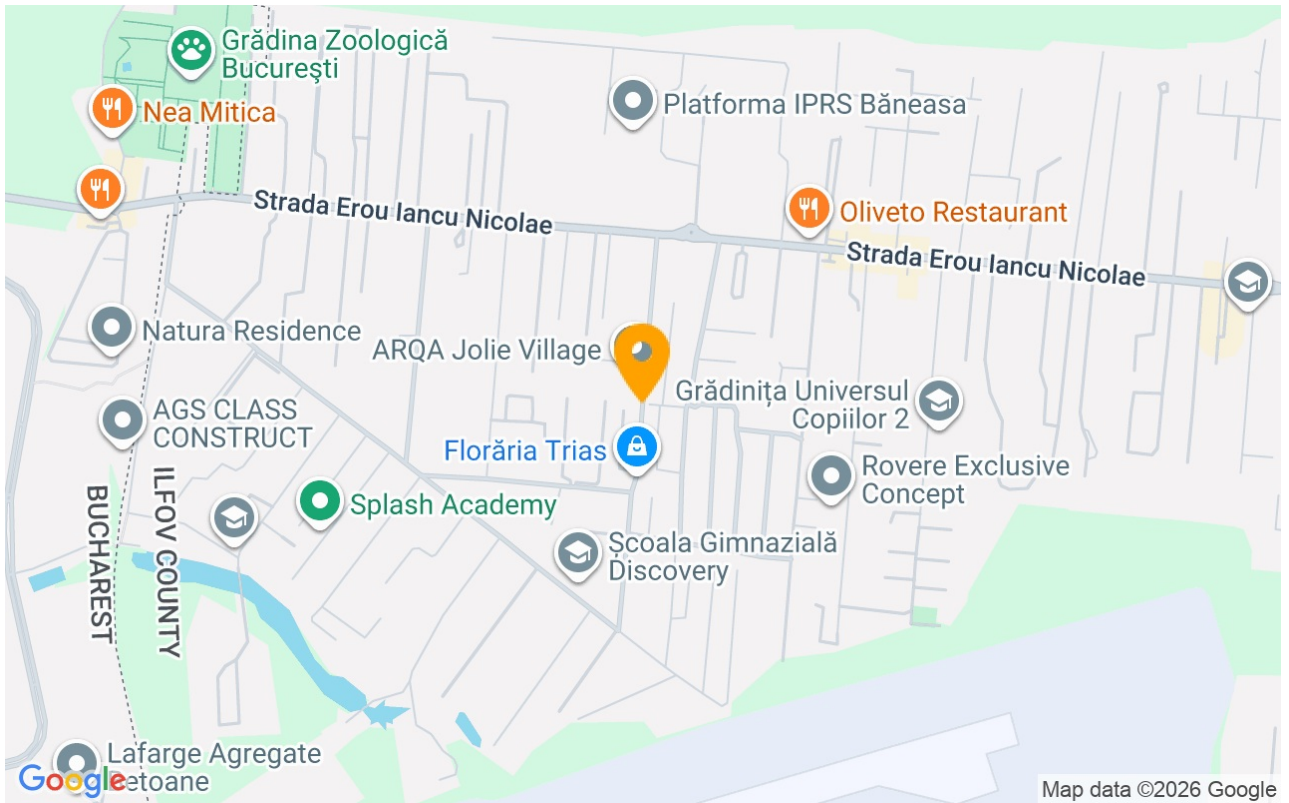 Grădina Zoologică
București
Nea Mitica
Platforma IPRS Băneasa
Strada Erou Iancu Nicolae
Oliveto Restaurant
Strada Erou Iancu Nicolae
Natura Residence
ARQA Jolie Village
Grădinița Universul
Copiilor 2
AGS CLASS
CONSTRUCT
Florăria Trias
Rovere Exclusive
Concept
Splash Academy
BUCHAREST
ILFOV COUNTY
Școala Gimnazială
Discovery
Lafarge Agregate
Betoane
Google
Map data ©2026 Google